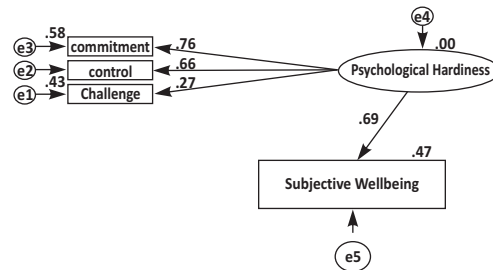 .58
e3 commitment .76
e4
.00
e2 control .66
Psychological Hardiness
.43 .27
e1 Challenge
.69
.47
Subjective Wellbeing
e5